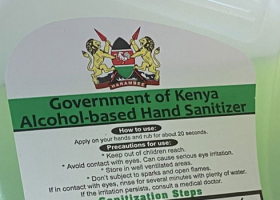 HARAMBEE
Government of Kenya
Alcohol-based Hand Sanitizer
How to use:
Apply on your hands and rub for about 20 seconds.
Precautions for use:
* Keep out of children reach.
* Avoid contact with eyes. Can cause serious eye irritation.
* Store in well ventilated areas.
* Don't subject to sparks and open flames.
If in contact with eyes, rinse for several minutes with plenty of water.
If the irritation persists, consult a medical doctor.
Sanitization Steps